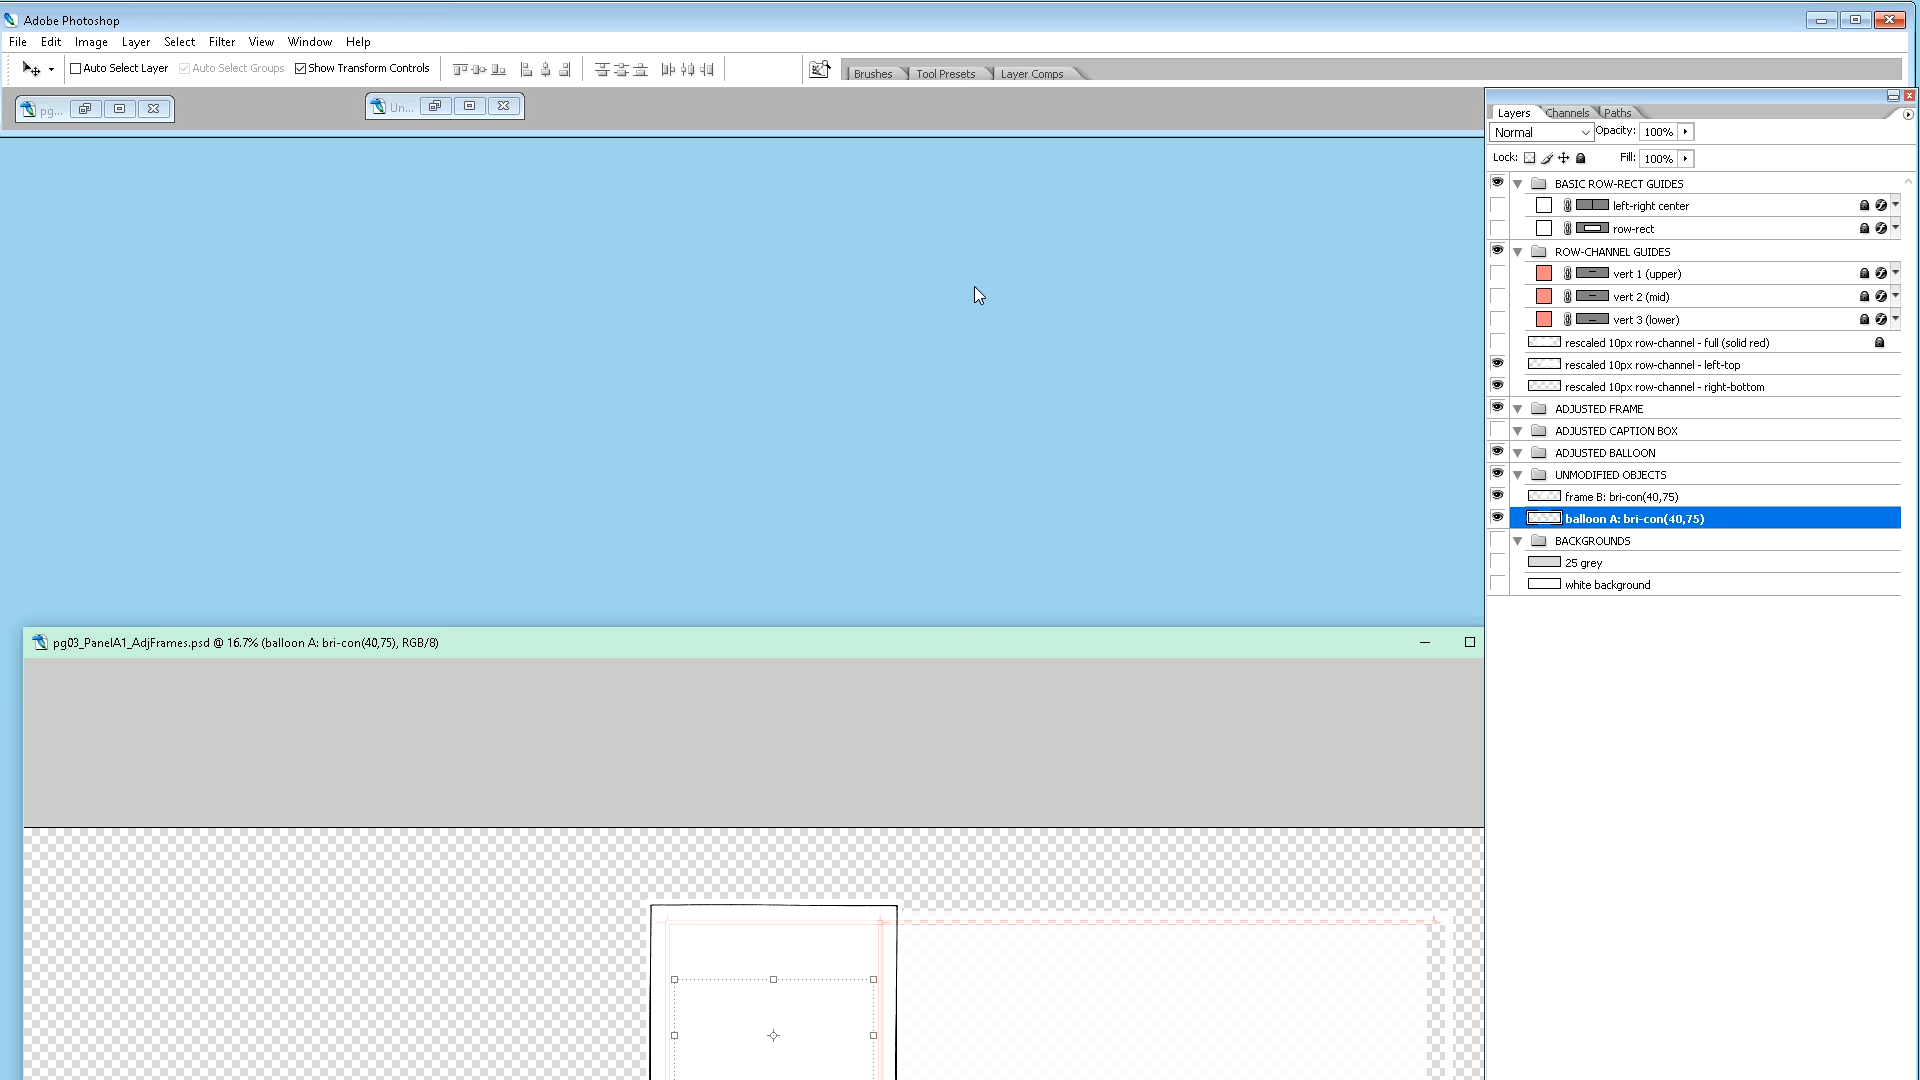 Adobe Photoshop
File Edit Image Layer Select Filter View Window Help
Auto Select Layer Auto Select Groups Show Transform Controls Brushes Tool Presets Layer Comps
pg... Un...
Layers Channels Paths
Normal Opacity: 100%
Lock: Fill: 100%
BASIC ROW-RECT GUIDES
left-right center
row-rect
ROW-CHANNEL GUIDES
vert 1 (upper)
vert 2 (mid)
vert 3 (lower)
rescaled 10px row-channel - full (solid red)
rescaled 10px row-channel - left-top
rescaled 10px row-channel - right-bottom
ADJUSTED FRAME
ADJUSTED CAPTION BOX
ADJUSTED BALLOON
UNMODIFIED OBJECTS
frame B: bri-con(40,75)
balloon A: bri-con(40,75)
BACKGROUNDS
25 grey
white background
pg03_PanelA1_AdjFrames.psd @ 16.7% (balloon A: bri-con(40,75), RGB/8)